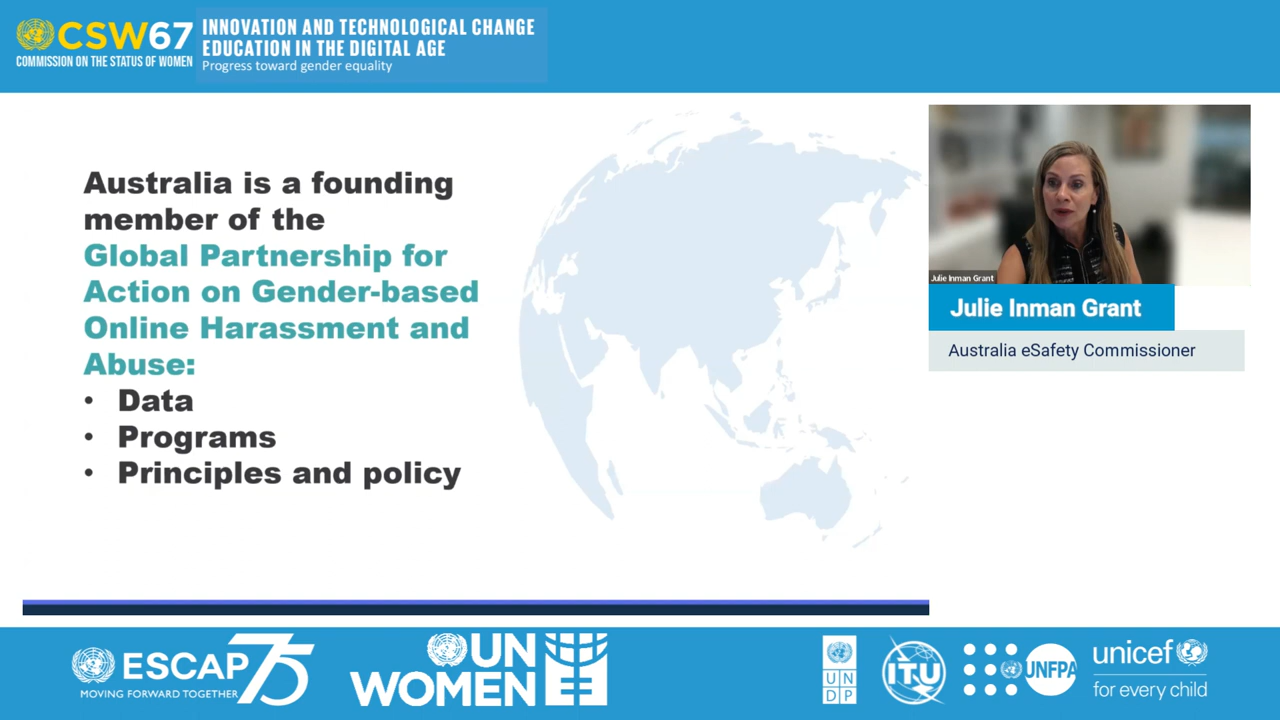 CSW67
COMMISSION ON THE STATUS OF WOMEN
INNOVATION AND TECHNOLOGICAL CHANGE
EDUCATION IN THE DIGITAL AGE
Progress toward gender equality
Australia is a founding
member of the
Global Partnership for
Action on Gender-based
Online Harassment and
Abuse:
• Data
• Programs
• Principles and policy
Julie Inman Grant
Julie Inman Grant
Australia eSafety Commissioner
ESCAP 75
MOVING FORWARD TOGETHER
UN
WOMEN
U N
D P
ITU
UNFPA
unicef
for every child